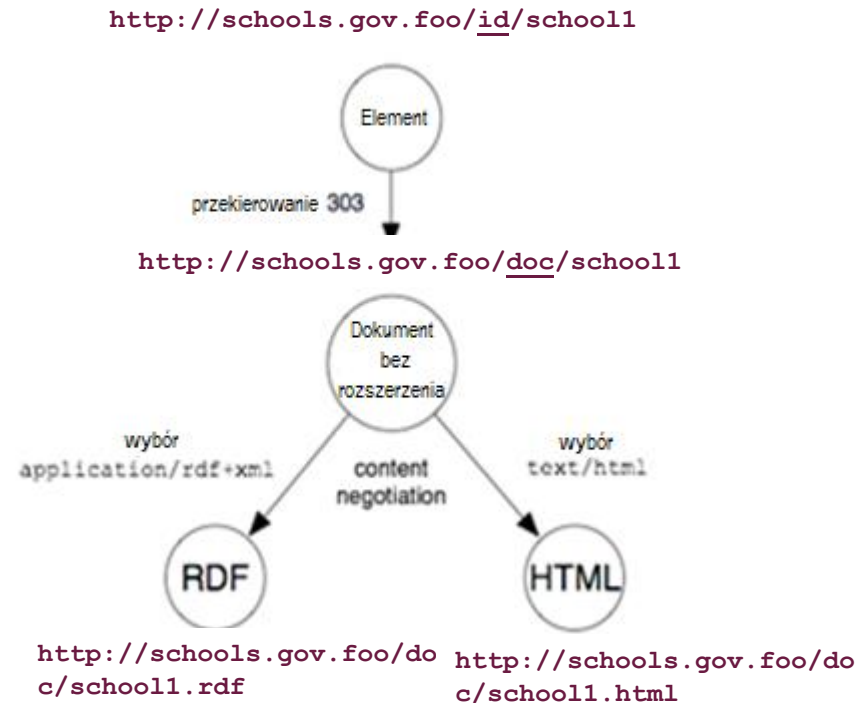 http://schools.gov.foo/id/school1
Element
przekierowanie 303
http://schools.gov.foo/doc/school1
Dokument
bez
rozszerzenia
wybór
application/rdf+xml
content
negotiation
wybór
text/html
RDF
HTML
http://schools.gov.foo/do
c/school1.rdf
http://schools.gov.foo/do
c/school1.html